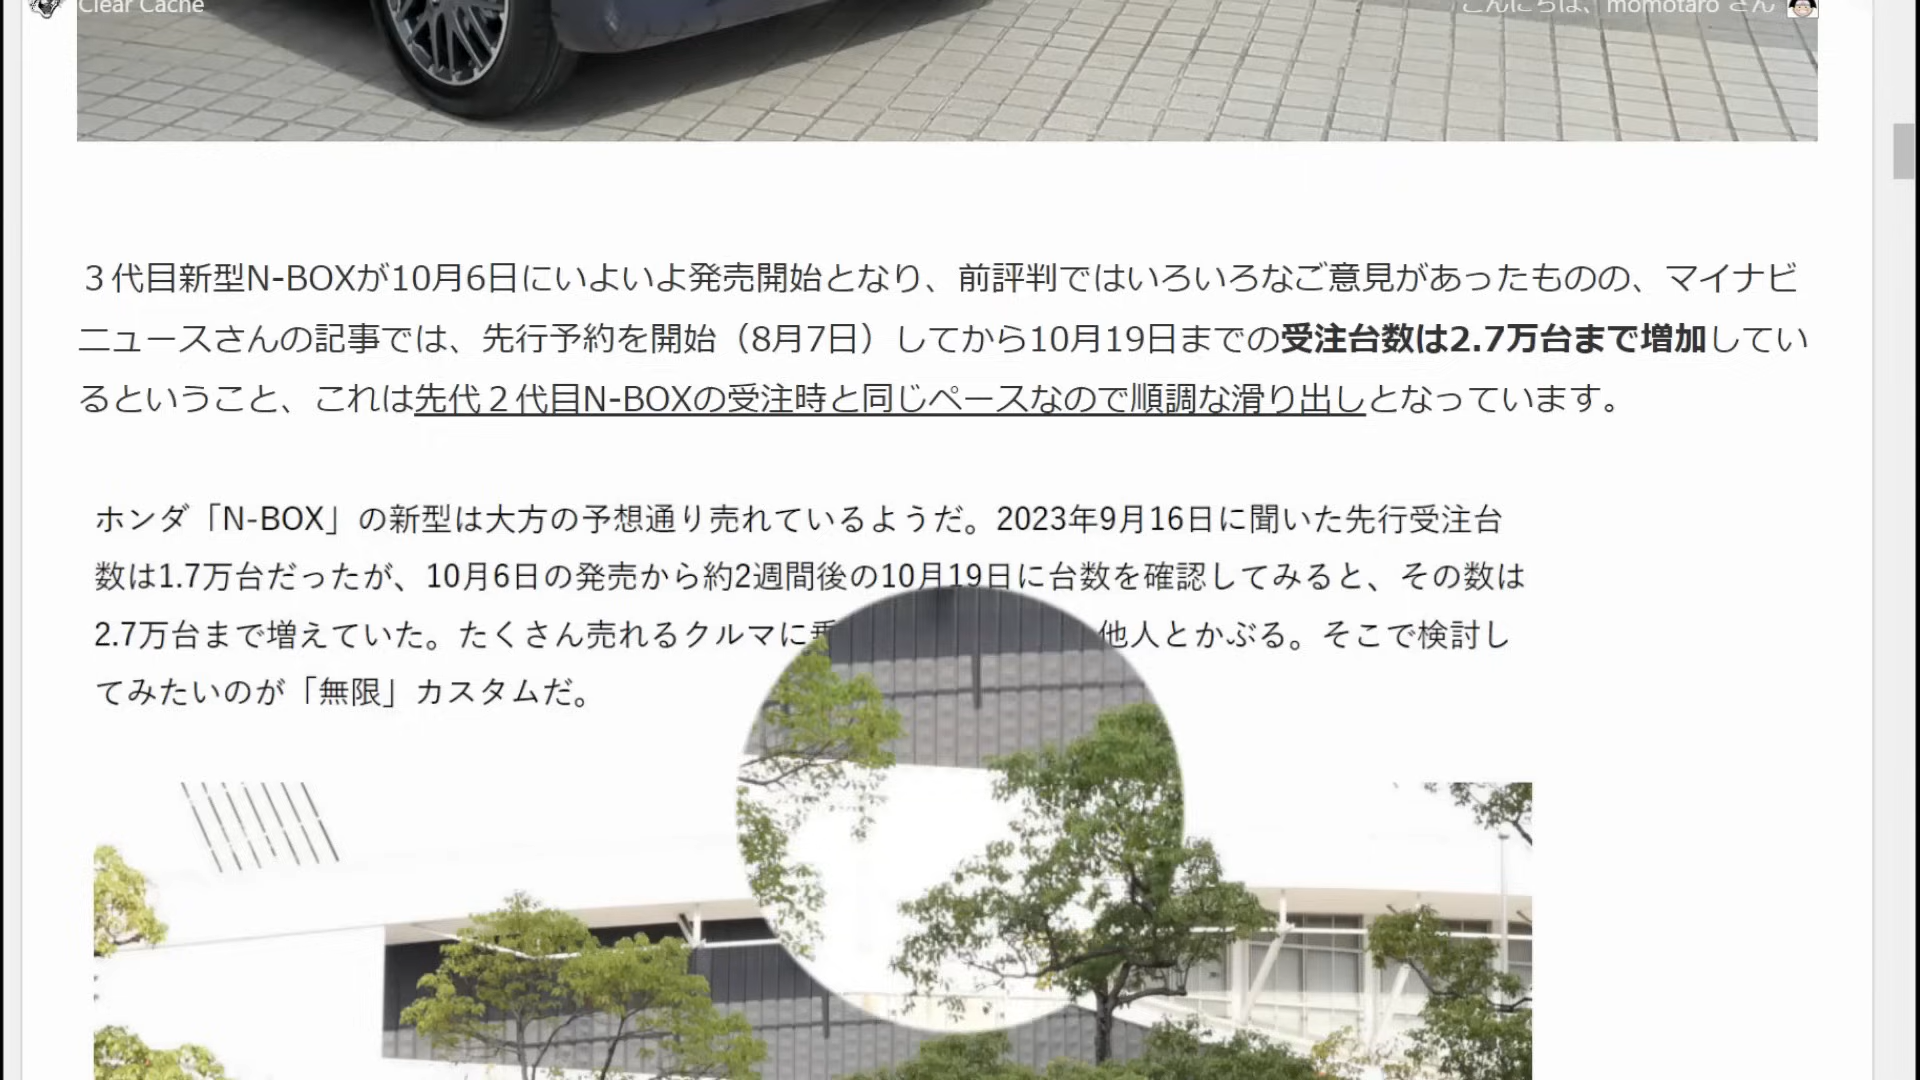 Clear Cache
こんにちは、momotaro さん
３代目新型N-BOXが10月6日にいよいよ発売開始となり、前評判ではいろいろなご意見があったものの、マイナビ
ニュースさんの記事では、先行予約を開始（8月7日）してから10月19日までの受注台数は2.7万台まで増加してい
るということ、これは先代２代目N-BOXの受注時と同じペースなので順調な滑り出しとなっています。
ホンダ「N-BOX」の新型は大方の予想通り売れているようだ。2023年9月16日に聞いた先行受注台
数は1.7万台だったが、10月6日の発売から約2週間後の10月19日に台数を確認してみると、その数は
2.7万台まで増えていた。たくさん売れるクルマに 他人とかぶる。そこで検討し
てみたいのが「無限」カスタムだ。